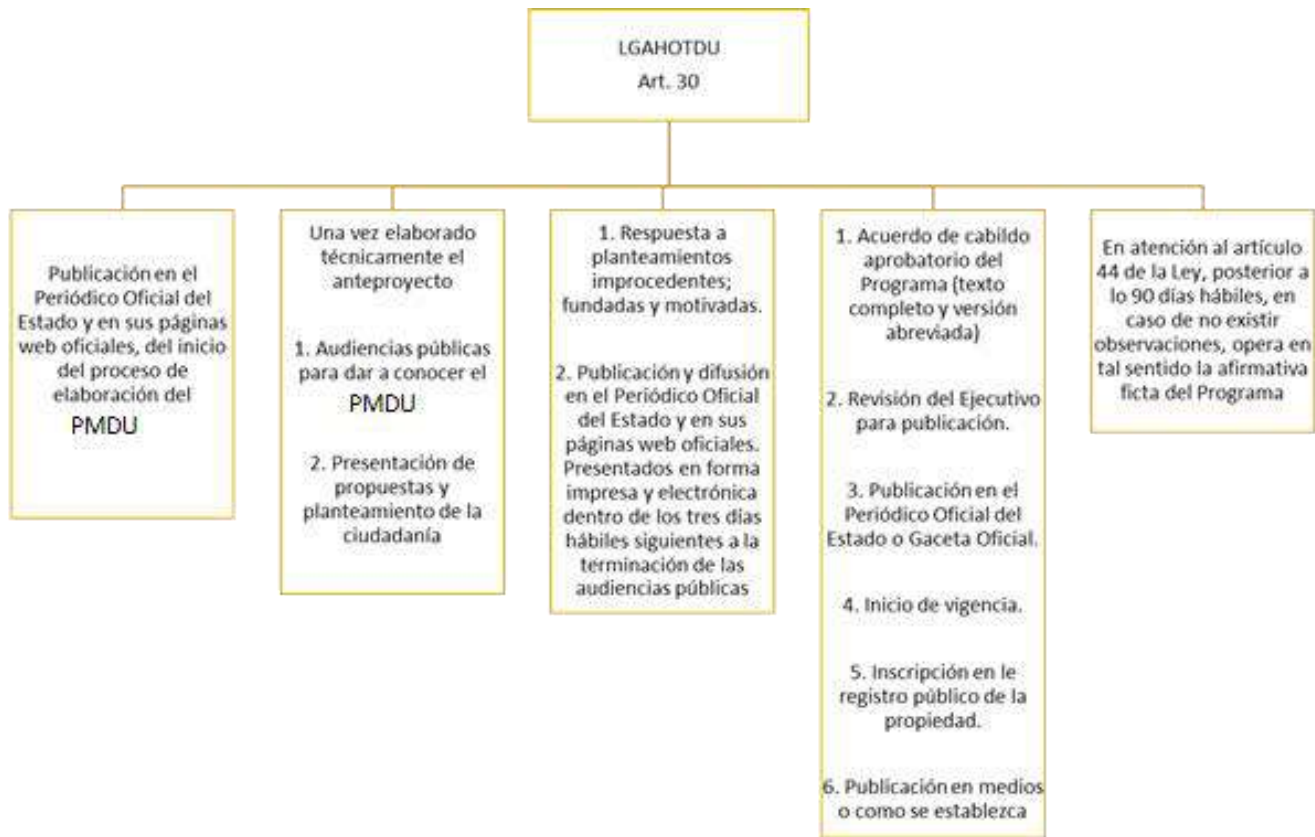 LGAHOTDU
Art. 30
Publicación en el
Periódico Oficial del
Estado y en sus páginas
web oficiales, del inicio
del proceso de
elaboración del
PMDU
Una vez elaborado
técnicamente el
anteproyecto
1. Audiencias públicas
para dar a conocer el
PMDU
2. Presentación de
propuestas y
planteamiento de la
ciudadanía
1. Respuesta a
planteamientos
improcedentes;
fundadas y motivadas.
2. Publicación y difusión
en el Periódico Oficial
del Estado y en sus
páginas web oficiales.
Presentados en forma
impresa y electrónica
dentro de los tres días
hábiles siguientes a la
terminación de las
audiencias públicas
1. Acuerdo de cabildo
aprobatorio del
Programa (texto
completo y versión
abreviada)
2. Revisión del Ejecutivo
para publicación.
3. Publicación en el
Periódico Oficial del
Estado o Gaceta Oficial.
4. Inicio de vigencia.
5. Inscripción en le
registro público de la
propiedad.
6. Publicación en medios
o como se establezca
En atención al artículo
44 de la Ley, posterior a
lo 90 días hábiles, en
caso de no existir
observaciones, opera en
tal sentido la afirmativa
ficta del Programa